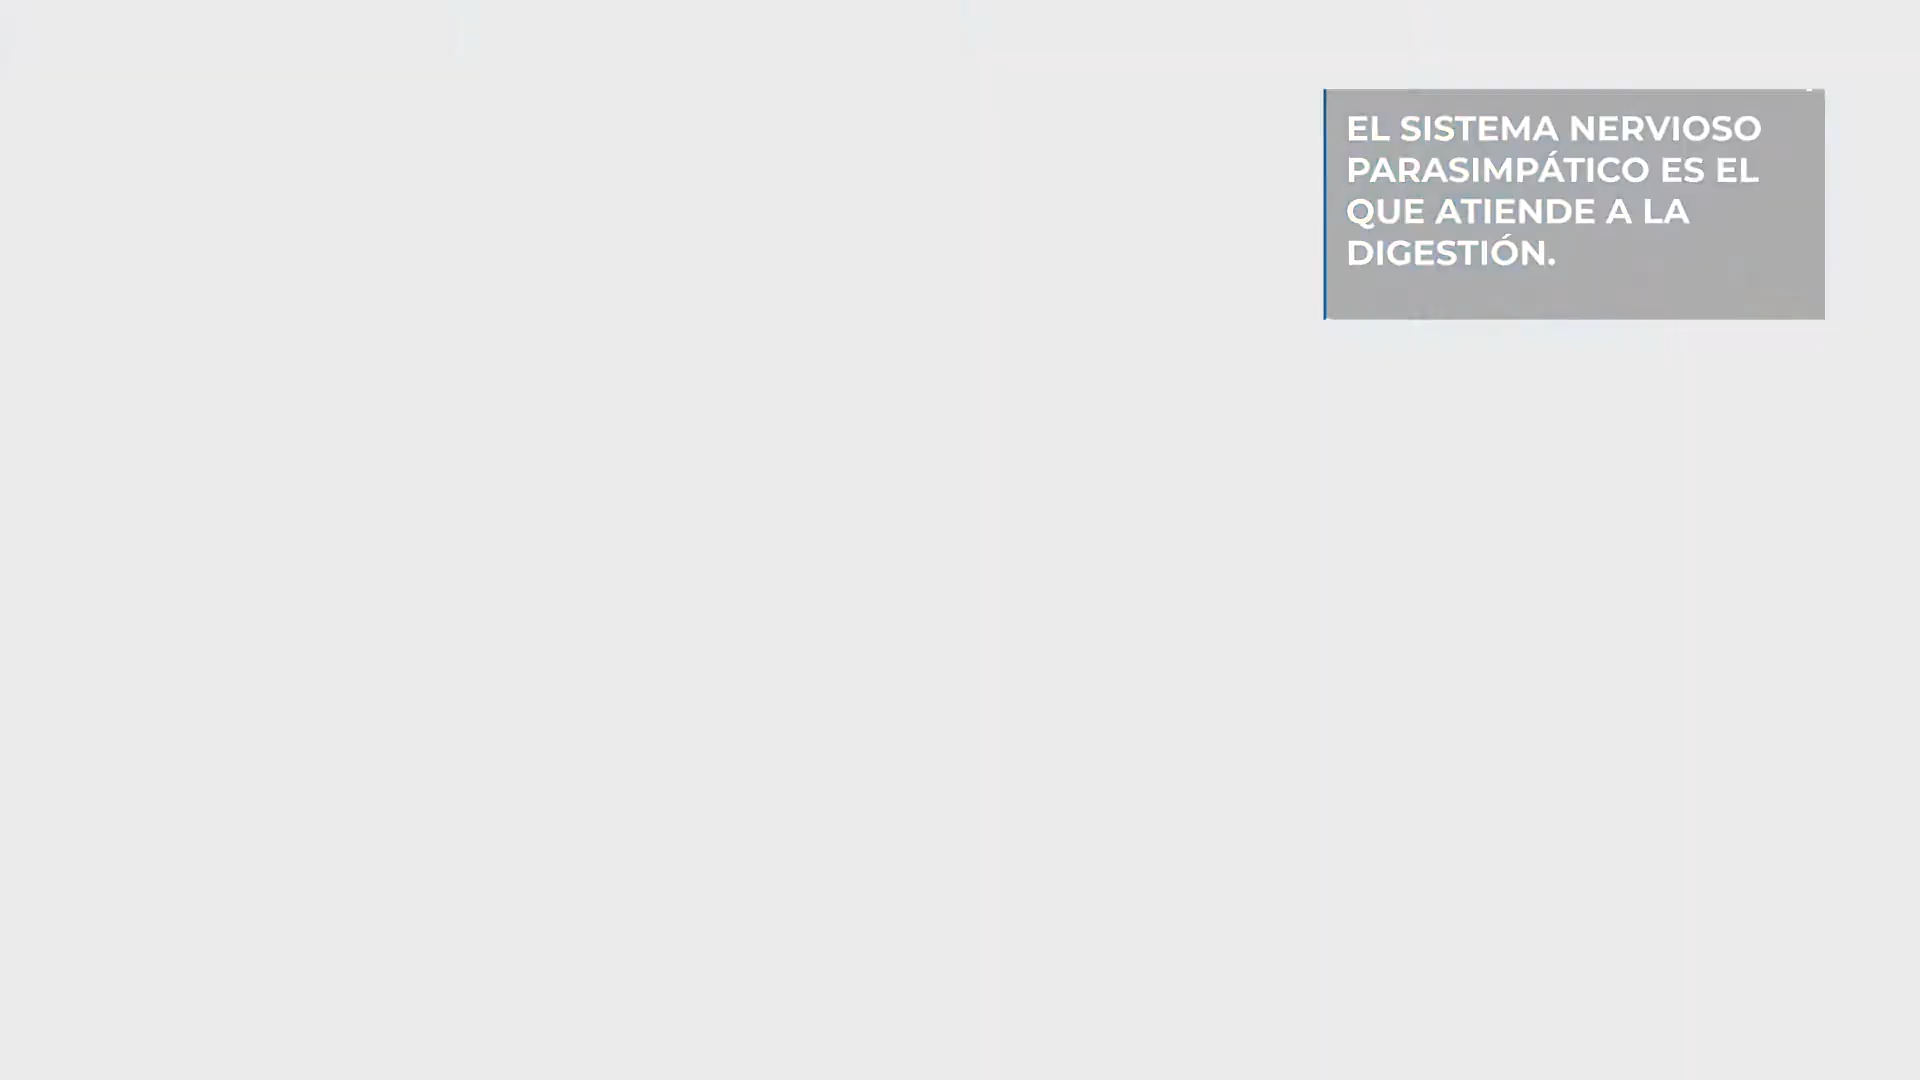 EL SISTEMA NERVIOSO
PARASIMPÁTICO ES EL
QUE ATIENDE A LA
DIGESTIÓN.